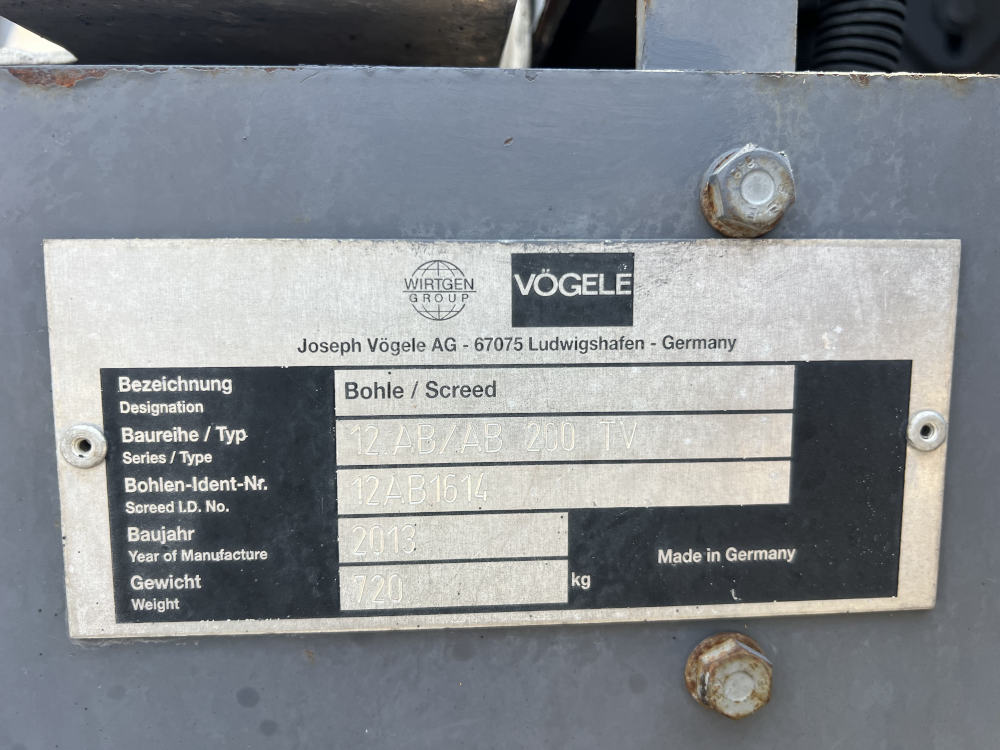 WIRTGEN
GROUP
VÖGELE
Joseph Vögele AG - 67075 Ludwigshafen - Germany
Bezeichnung
Designation
Bohle / Screed
Baureihe / Typ
Series / Type
12.AB/AB 200 TV
Bohlen-Ident-Nr.
Screed I.D. No.
12AB1614
Baujahr
Year of Manufacture
2013
Gewicht
Weight
720 kg
Made in Germany